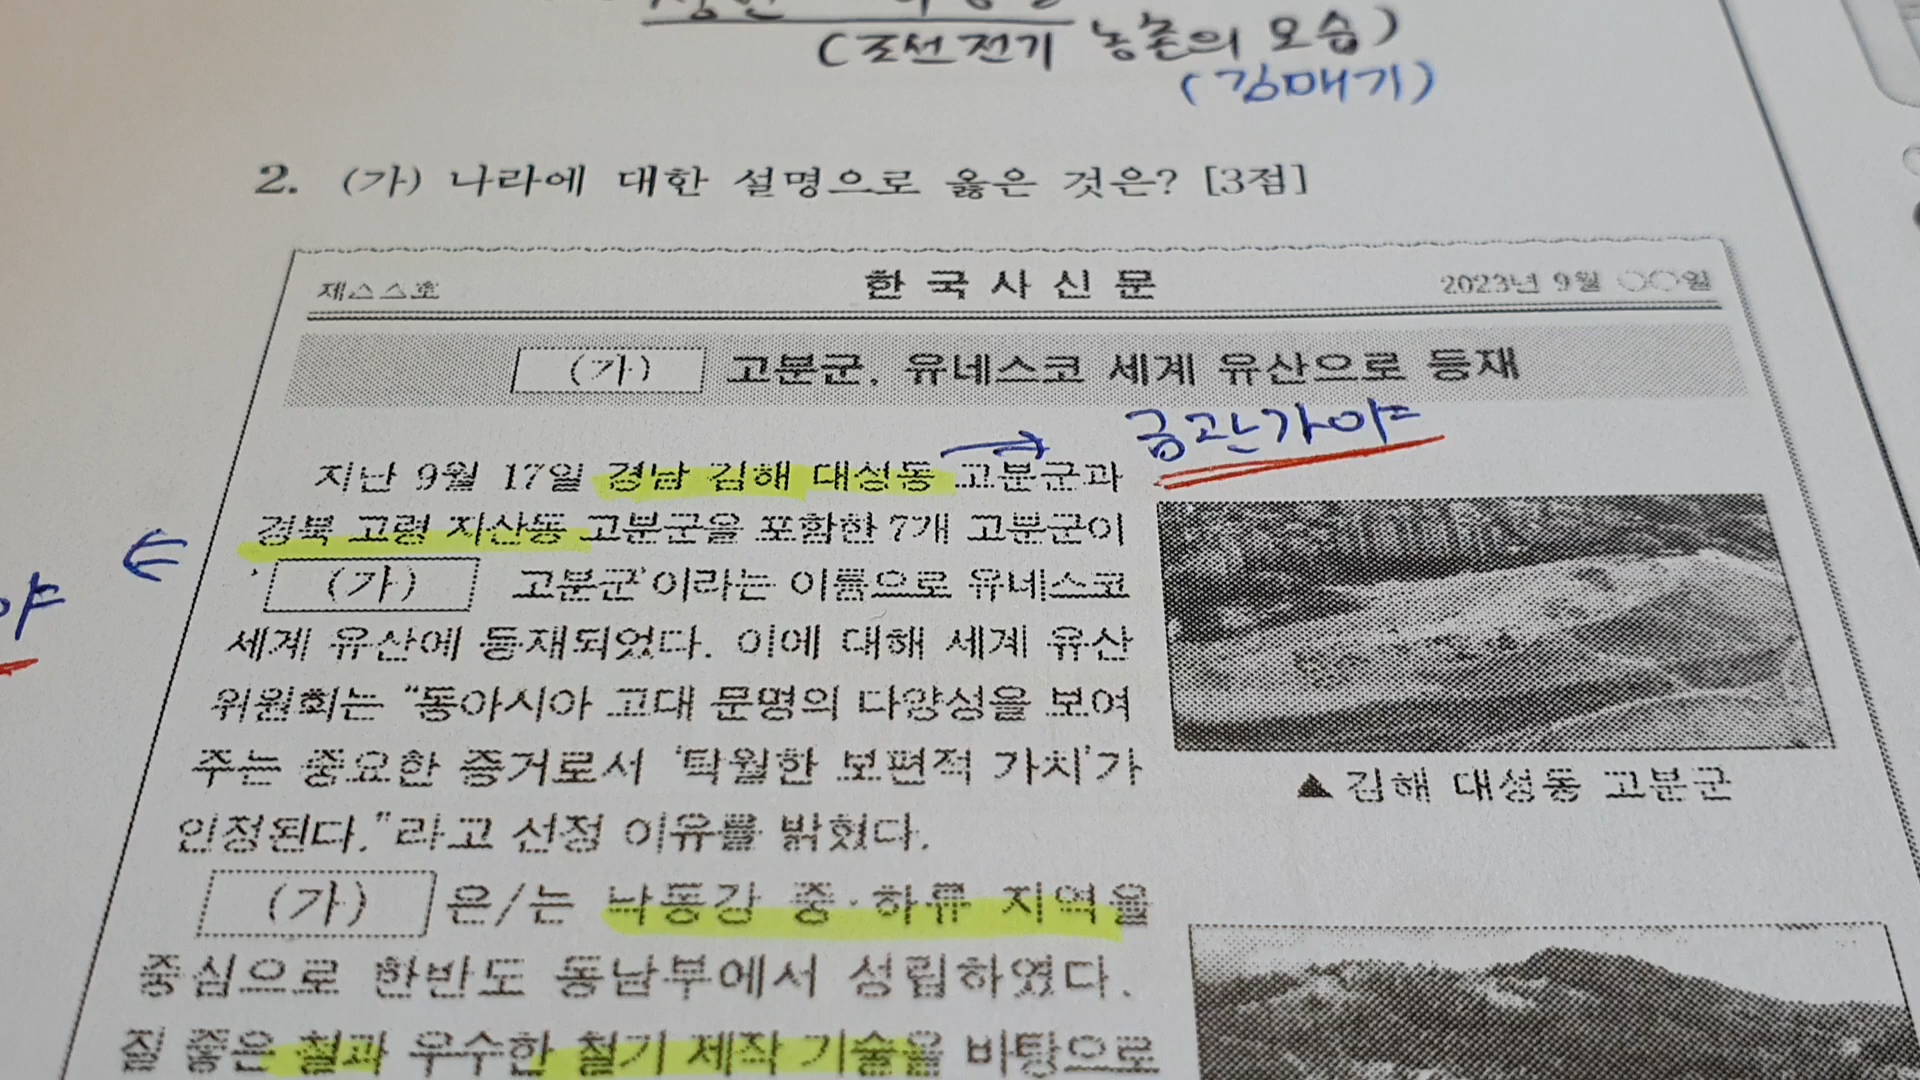 (조선 전기 농촌의 모습)
(김매기)
2. (가) 나라에 대한 설명으로 옳은 것은? [3점]
제△△호 한국사신문 2023년 9월 ○○일
(가) 고분군, 유네스코 세계 유산으로 등재
→ 금관가야
지난 9월 17일 경남 김해 대성동 고분군과
경북 고령 지산동 고분군을 포함한 7개 고분군이
←
야
'(가) 고분군'이라는 이름으로 유네스코
세계 유산에 등재되었다. 이에 대해 세계 유산
위원회는 "동아시아 고대 문명의 다양성을 보여
주는 중요한 증거로서 '탁월한 보편적 가치'가
인정된다."라고 선정 이유를 밝혔다.
▲김해 대성동 고분군
(가) 은/는 낙동강 중·하류 지역을
중심으로 한반도 동남부에서 성립하였다.
질 좋은 철과 우수한 철기 제작 기술을 바탕으로